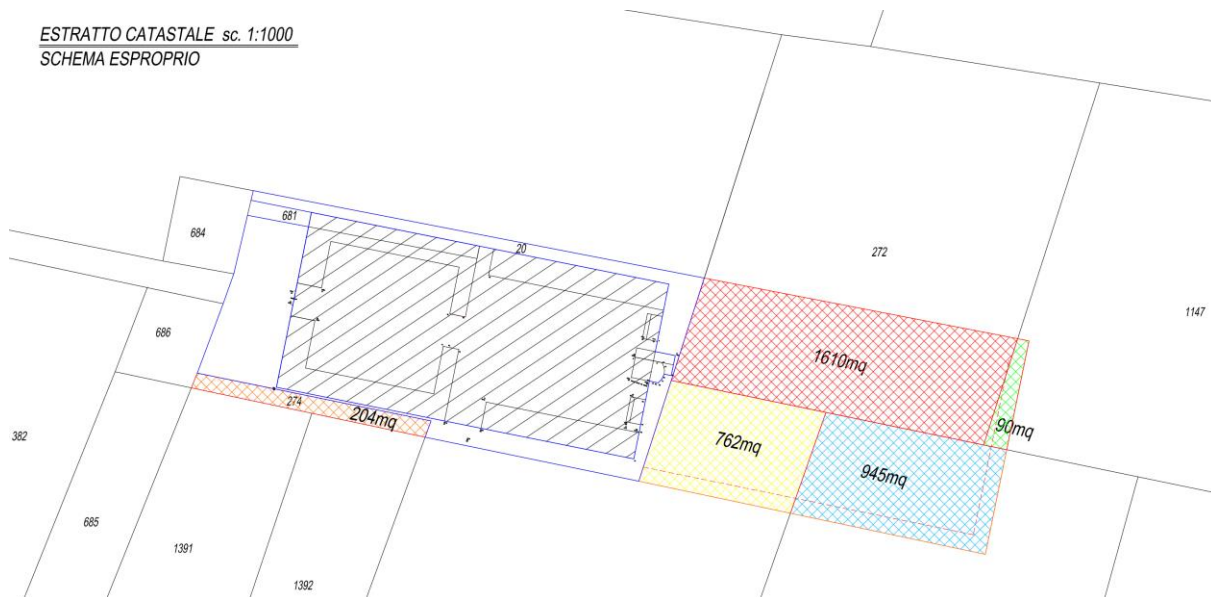 ESTRATTO CATASTALE sc. 1:1000
SCHEMA ESPROPRIO
681
684
20
272
1147
686
1610mq
274
204mq
90mq
762mq
945mq
382
685
1391
1392